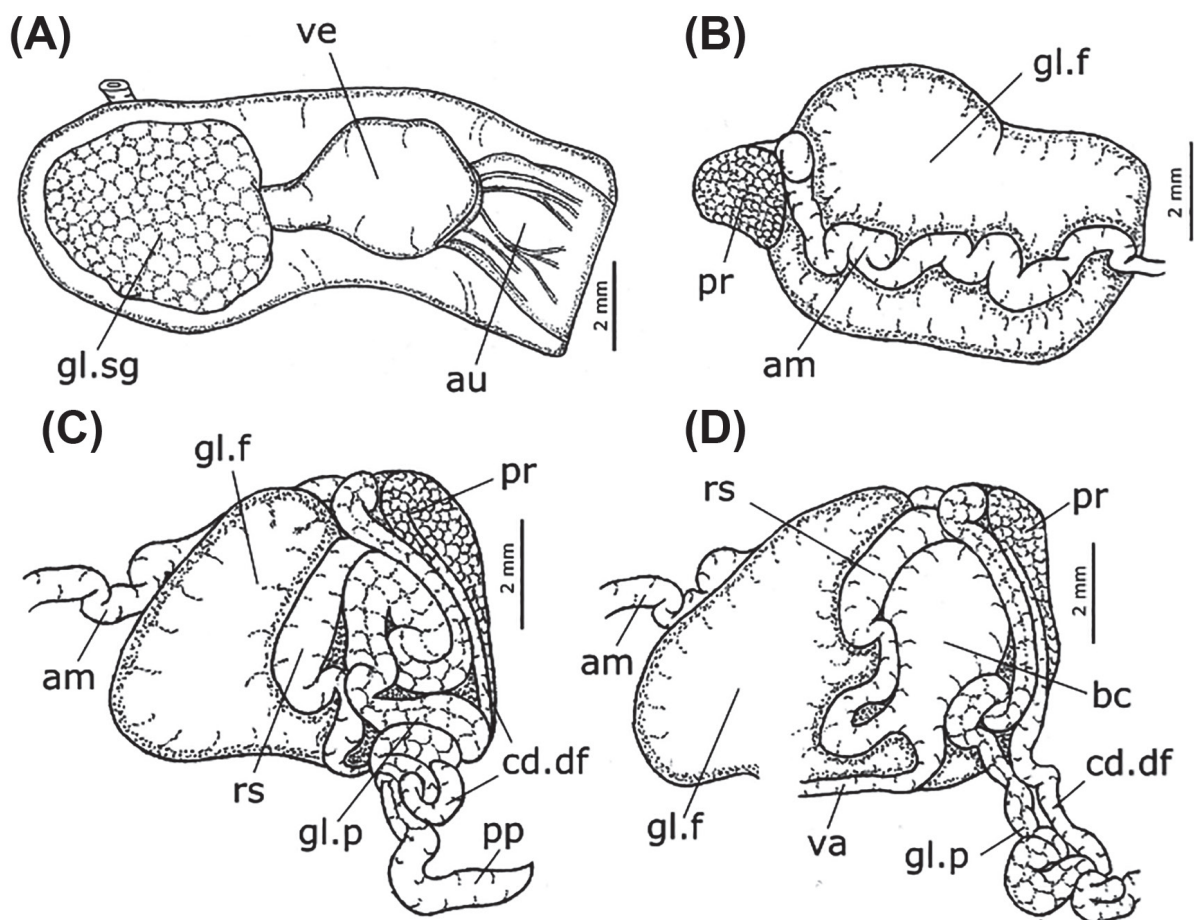 (A)
ve
gl.sg
au
2 mm
(B)
gl.f
pr
am
2 mm
(C)
gl.f
pr
am
rs
gl.p
cd.df
pp
2 mm
(D)
rs
pr
am
bc
gl.f
va
gl.p
cd.df
2 mm